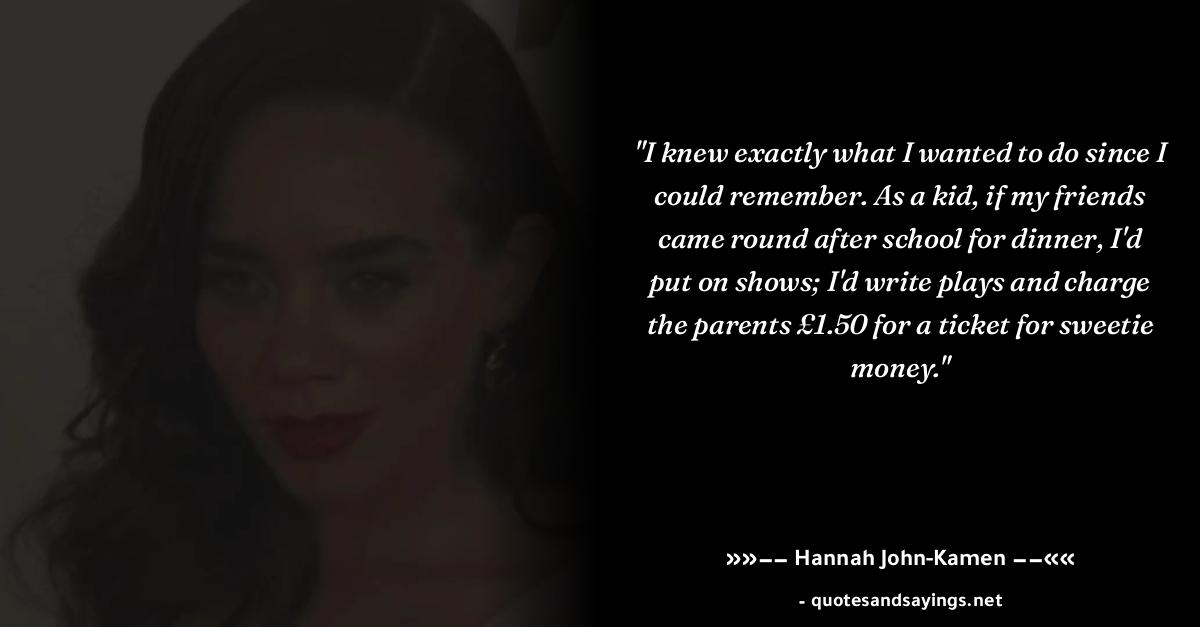 "I knew exactly what I wanted to do since I
could remember. As a kid, if my friends
came round after school for dinner, I'd
put on shows; I'd write plays and charge
the parents £1.50 for a ticket for sweetie
money."
»»−− Hannah John-Kamen −−««
- quotesandsayings.net